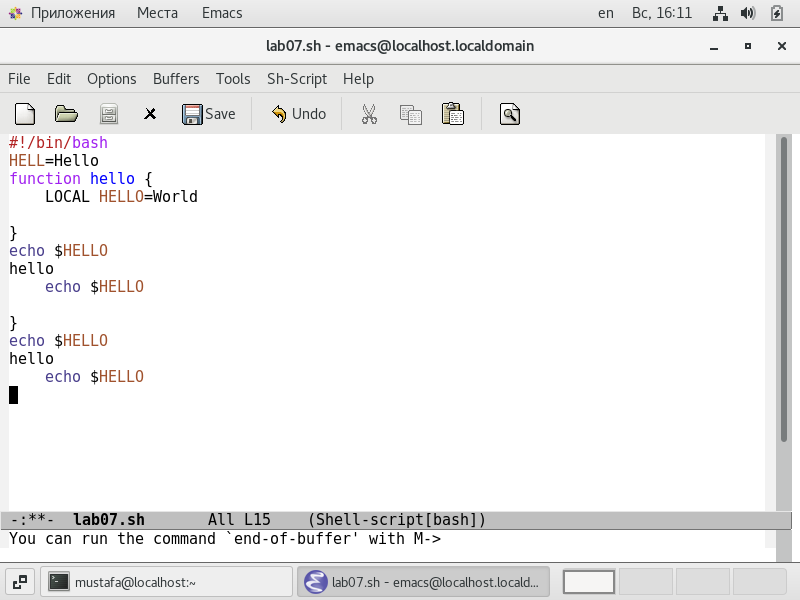 Приложения Места Emacs en Вс, 16:11
lab07.sh - emacs@localhost.localdomain
File Edit Options Buffers Tools Sh-Script Help
Save Undo
#!/bin/bash
HELL=Hello
function hello {
    LOCAL HELLO=World
}
echo $HELLO
hello
    echo $HELLO
}
echo $HELLO
hello
    echo $HELLO
-:**-  lab07.sh       All L15    (Shell-script[bash])
You can run the command `end-of-buffer' with M->
mustafa@localhost:~ lab07.sh - emacs@localhost.locald...